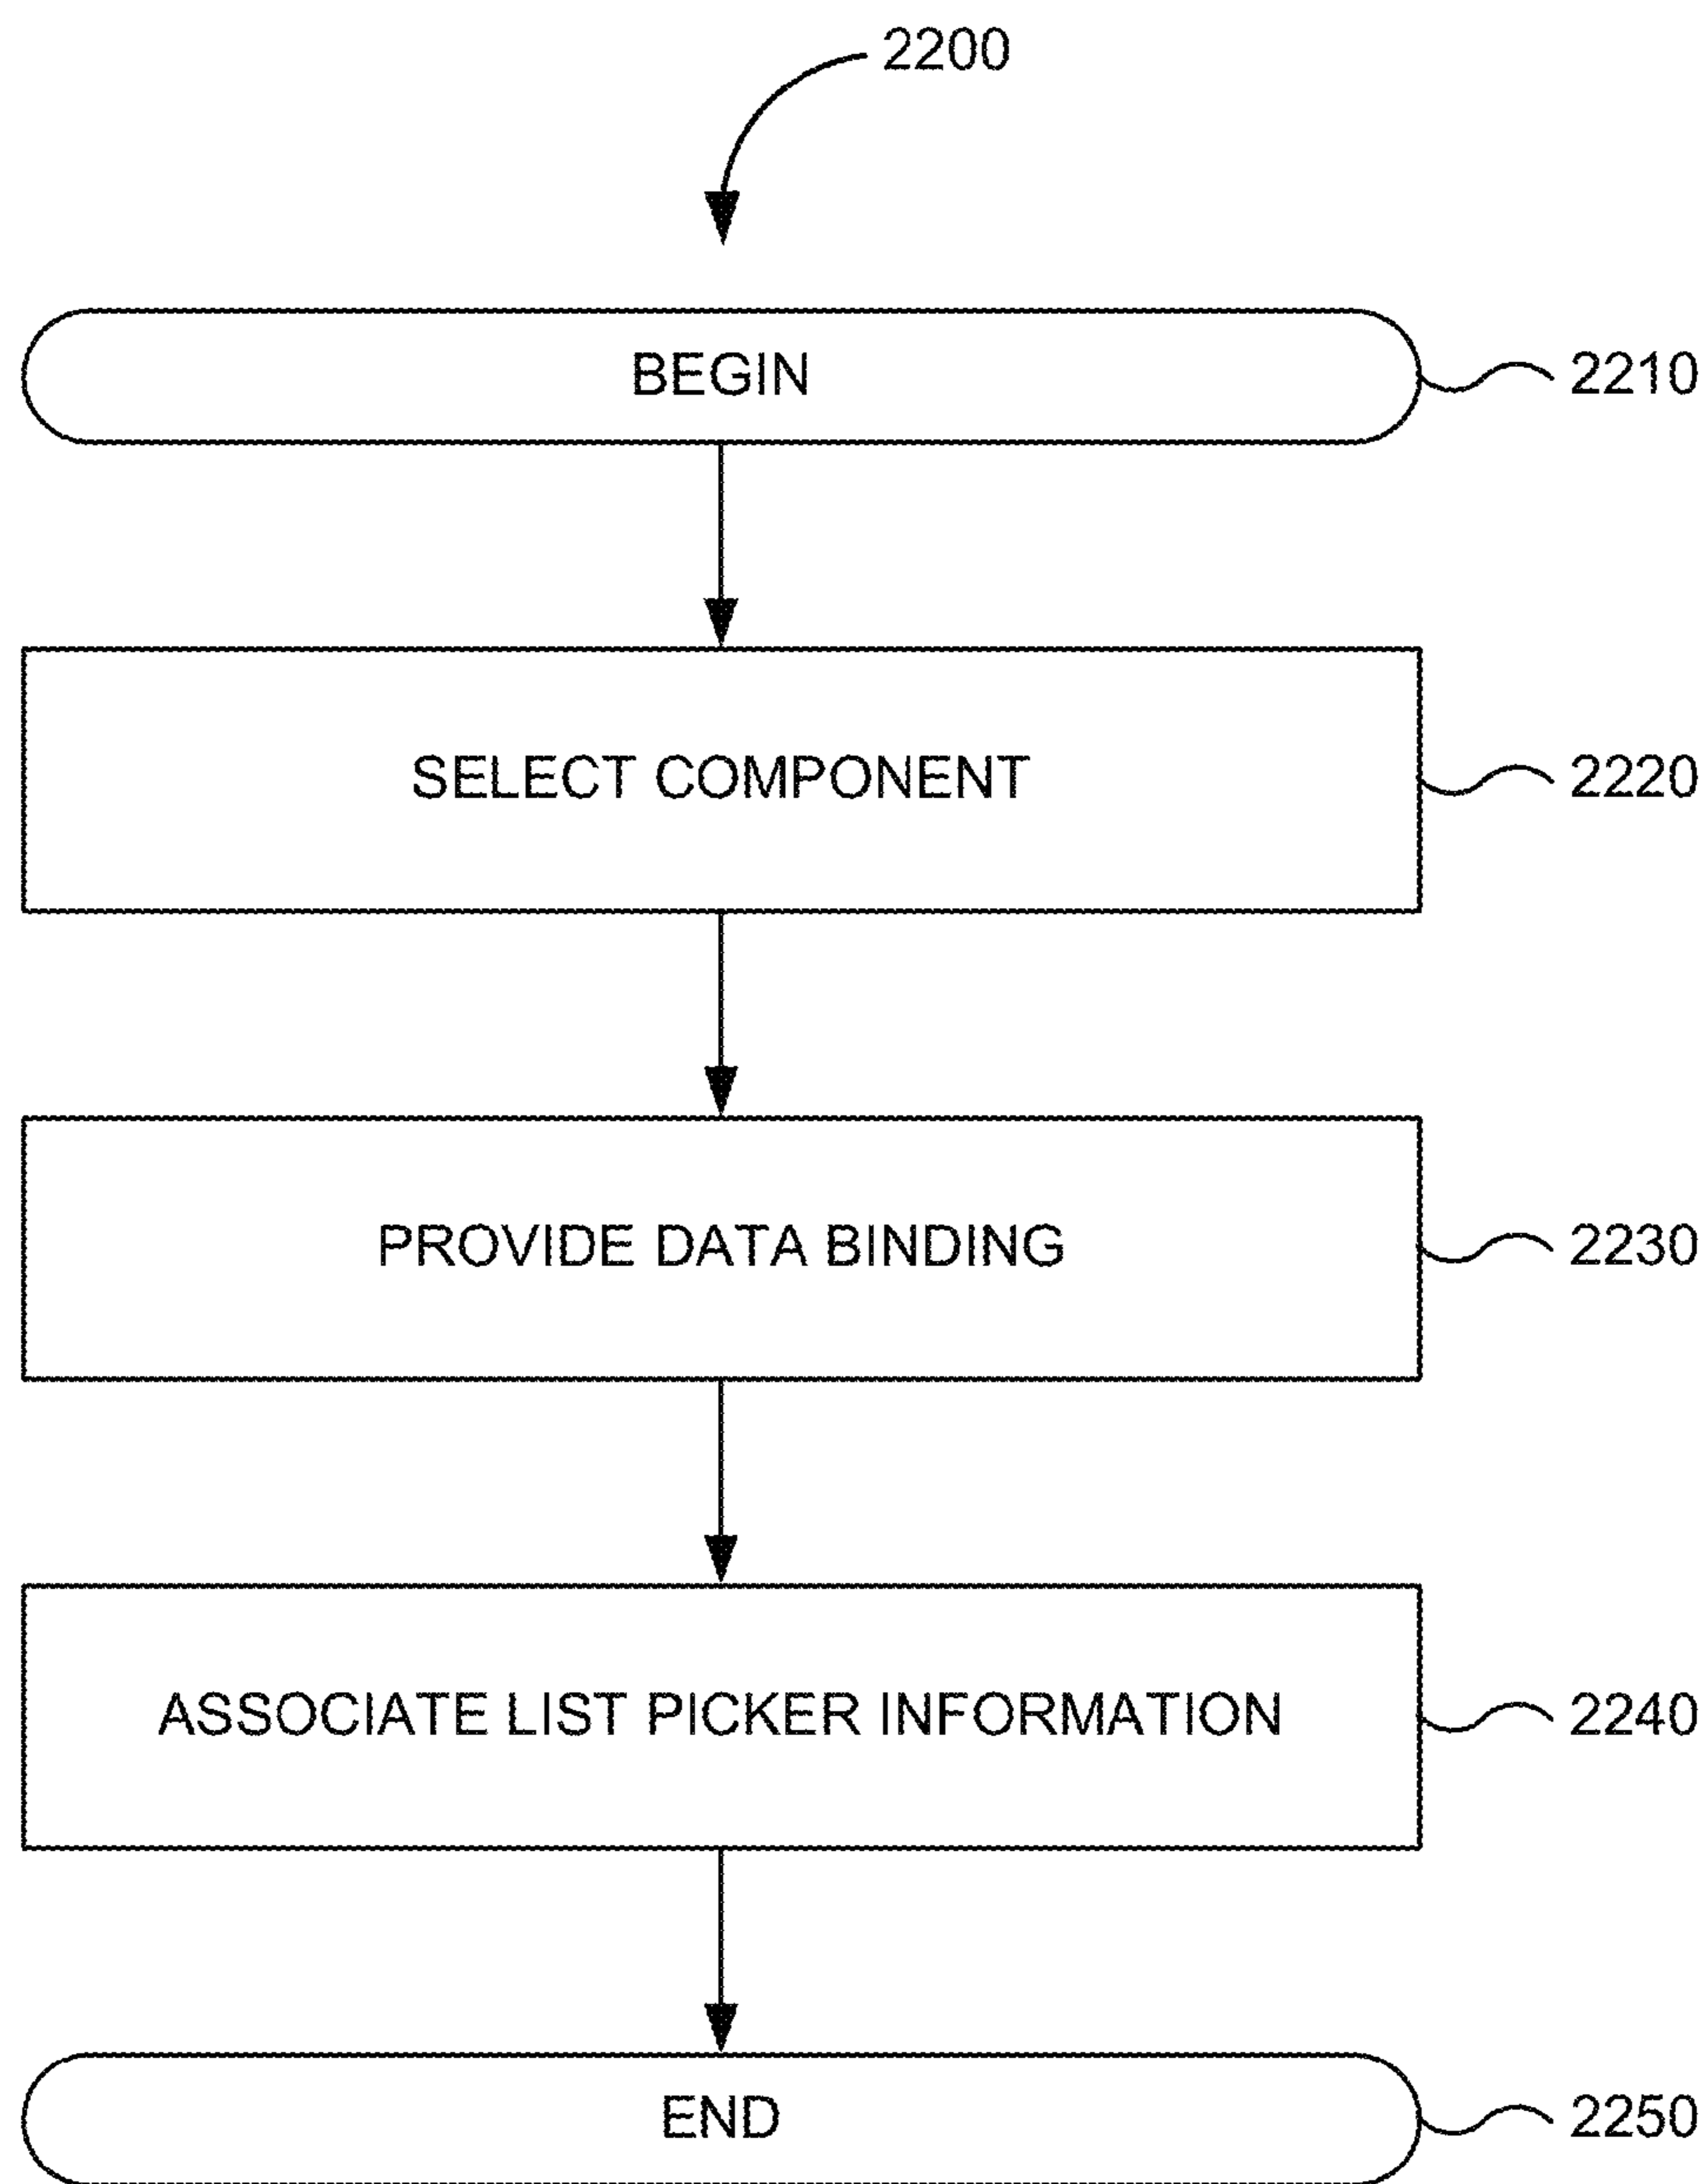 2200
BEGIN
2210
SELECT COMPONENT
2220
PROVIDE DATA BINDING
2230
ASSOCIATE LIST PICKER INFORMATION
2240
END
2250